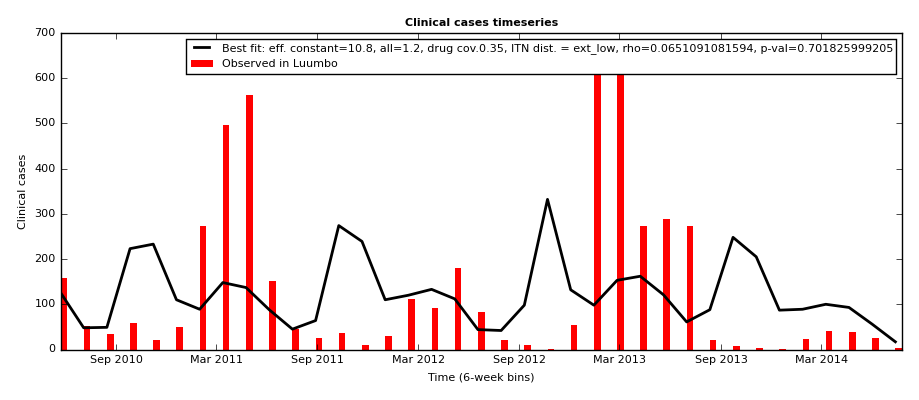 Clinical cases timeseries
700
600
500
400
300
200
100
0
Clinical cases
Best fit: eff. constant=10.8, all=1.2, drug cov.0.35, ITN dist. = ext_low, rho=0.0651091081594, p-val=0.701825999205
Observed in Luumbo
Sep 2010 Mar 2011 Sep 2011 Mar 2012 Sep 2012 Mar 2013 Sep 2013 Mar 2014
Time (6-week bins)